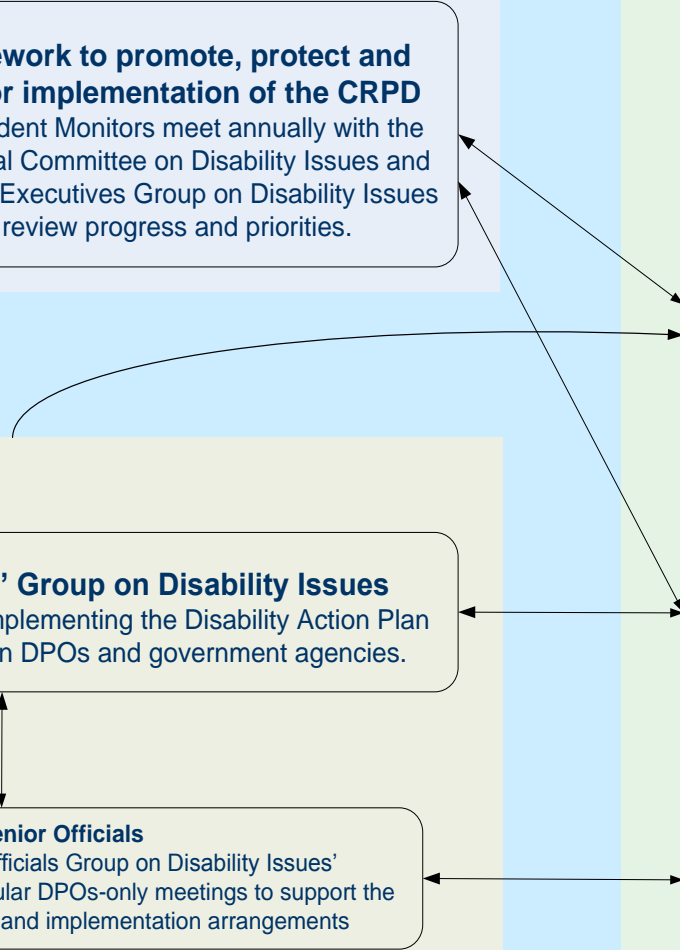 work to promote, protect and
or implementation of the CRPD
dent Monitors meet annually with the
al Committee on Disability Issues and
Executives Group on Disability Issues
review progress and priorities.
’ Group on Disability Issues
nplementing the Disability Action Plan
n DPOs and government agencies.
enior Officials
fficials Group on Disability Issues’
ular DPOs-only meetings to support the
and implementation arrangements